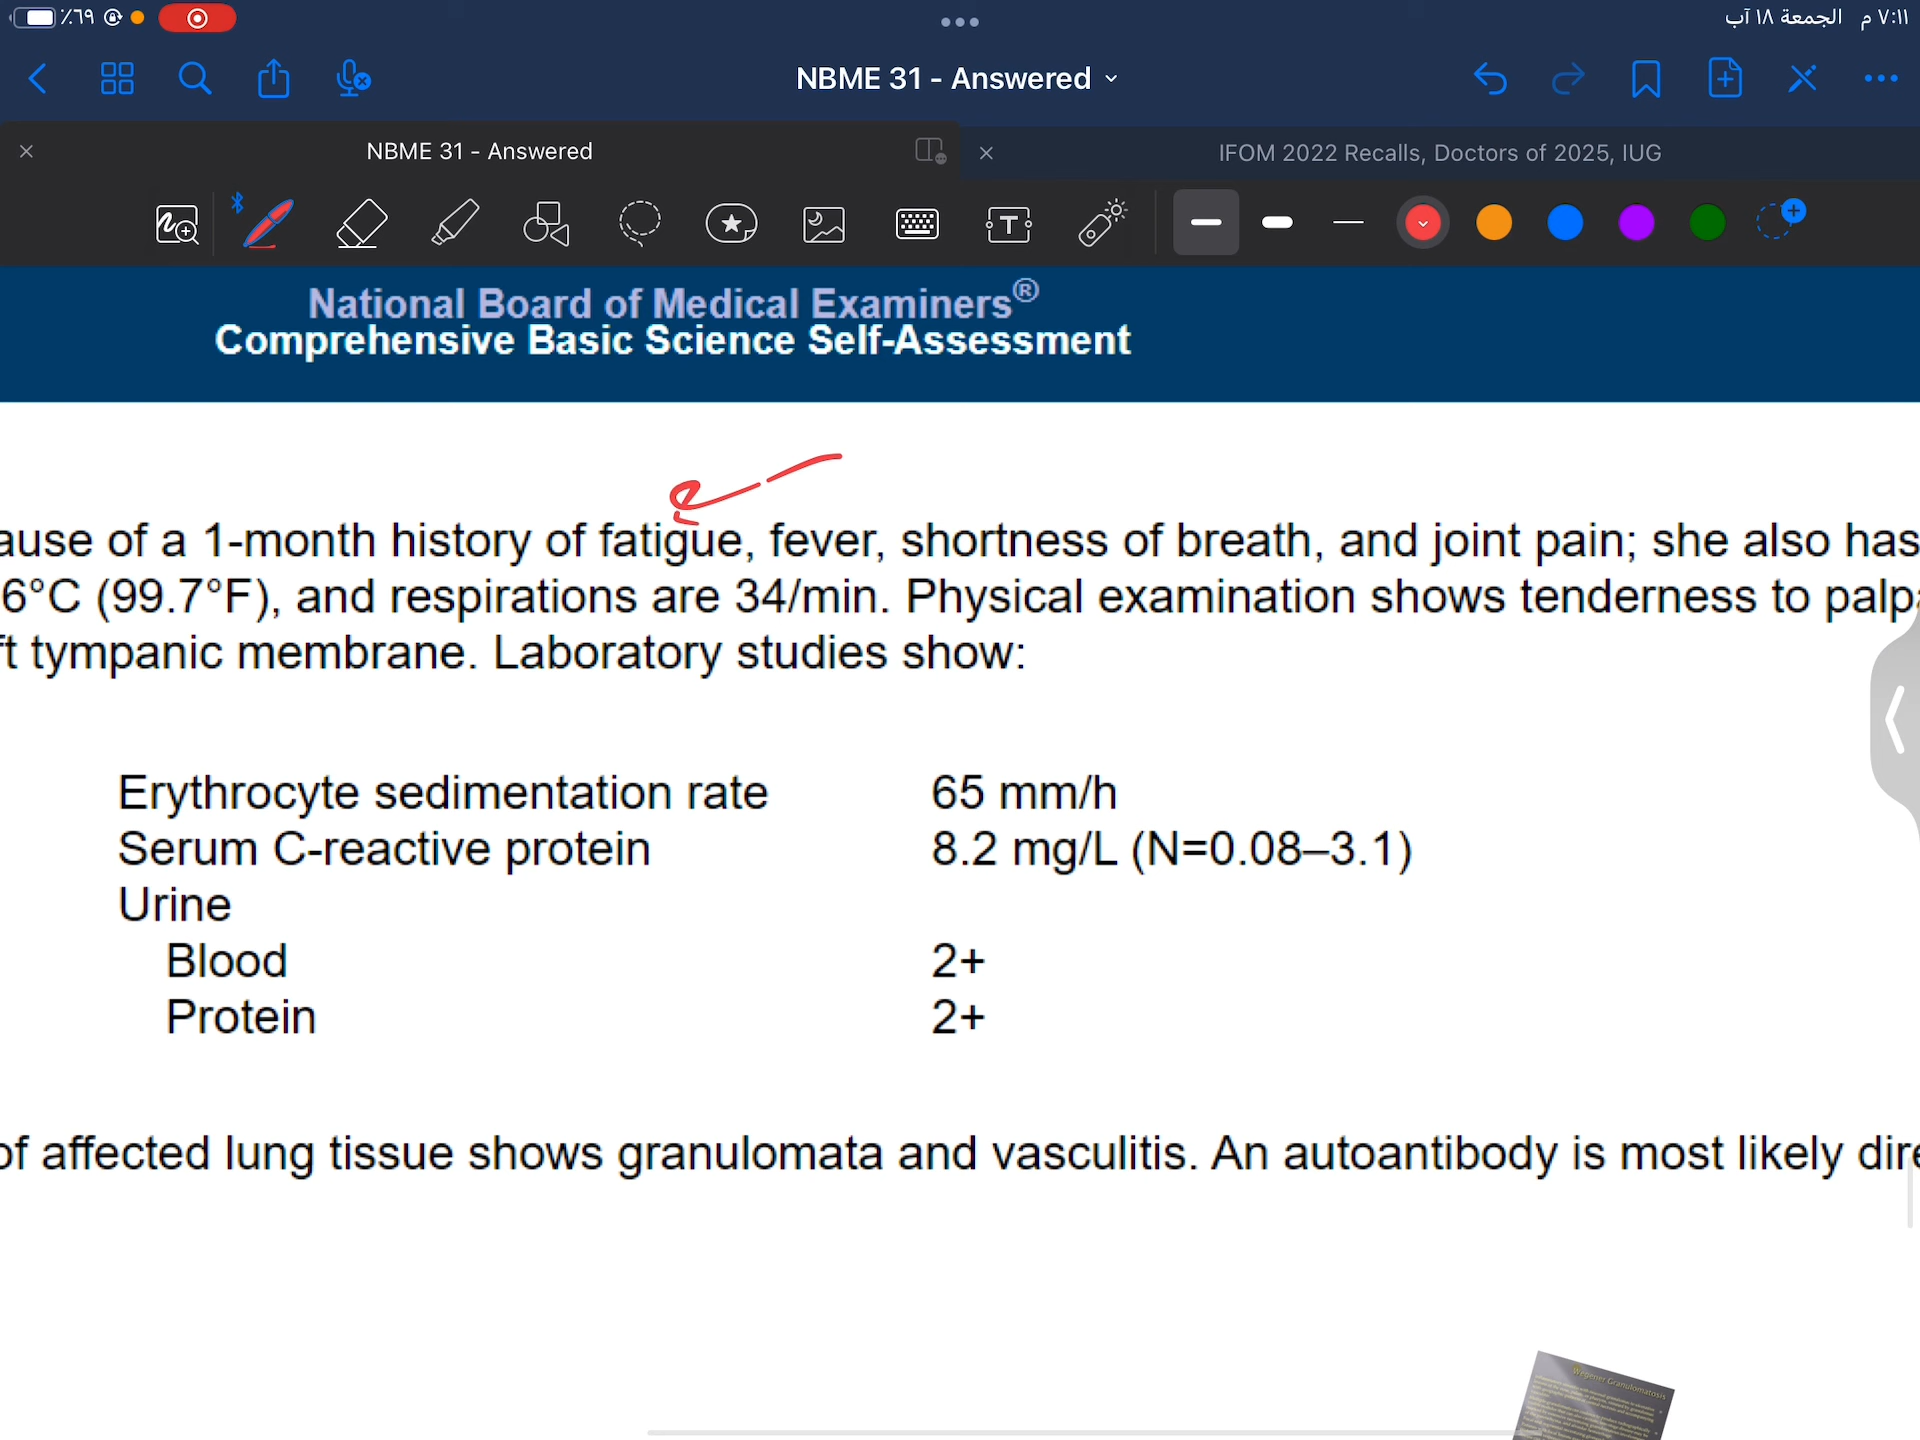 ٪٦٩
٧:١١ م الجمعة ١٨ آب
NBME 31 - Answered
NBME 31 - Answered
IFOM 2022 Recalls, Doctors of 2025, IUG
National Board of Medical Examiners®
Comprehensive Basic Science Self-Assessment
ause of a 1-month history of fatigue, fever, shortness of breath, and joint pain; she also has
6°C (99.7°F), and respirations are 34/min. Physical examination shows tenderness to palp
ft tympanic membrane. Laboratory studies show:
Erythrocyte sedimentation rate 65 mm/h
Serum C-reactive protein 8.2 mg/L (N=0.08–3.1)
Urine
Blood 2+
Protein 2+
of affected lung tissue shows granulomata and vasculitis. An autoantibody is most likely dire
Wegener Granulomatosis